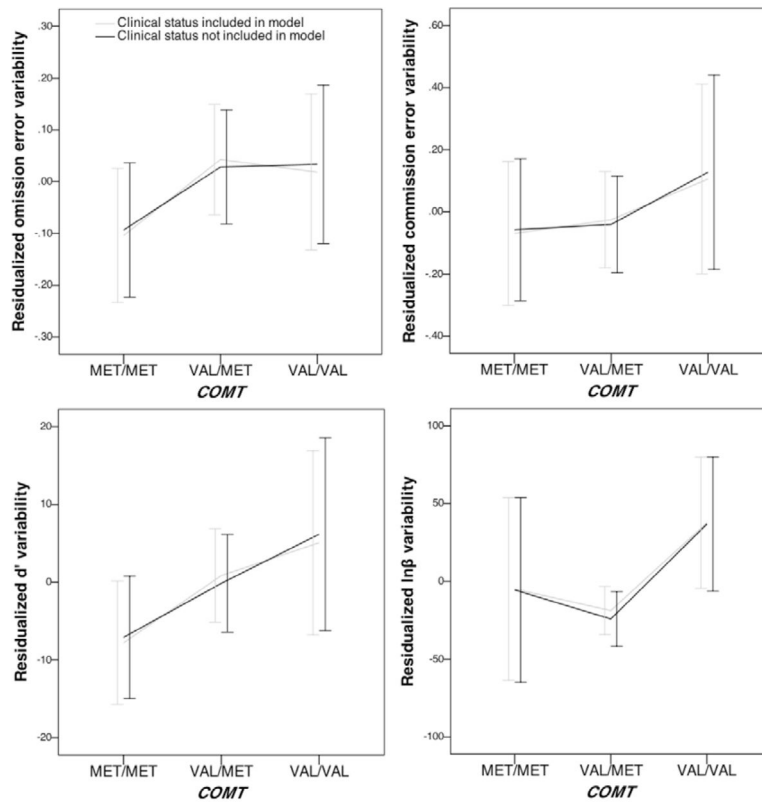 Clinical status included in model
Clinical status not included in model
Residualized omission error variability
.30
.20
.10
.00
-.10
-.20
-.30
MET/MET VAL/MET VAL/VAL
COMT
Residualized commission error variability
.60
.40
.20
.00
-.20
-.40
MET/MET VAL/MET VAL/VAL
COMT
Residualized d' variability
20
10
0
-10
-20
MET/MET VAL/MET VAL/VAL
COMT
Residualized lnβ variability
100
50
0
-50
-100
MET/MET VAL/MET VAL/VAL
COMT